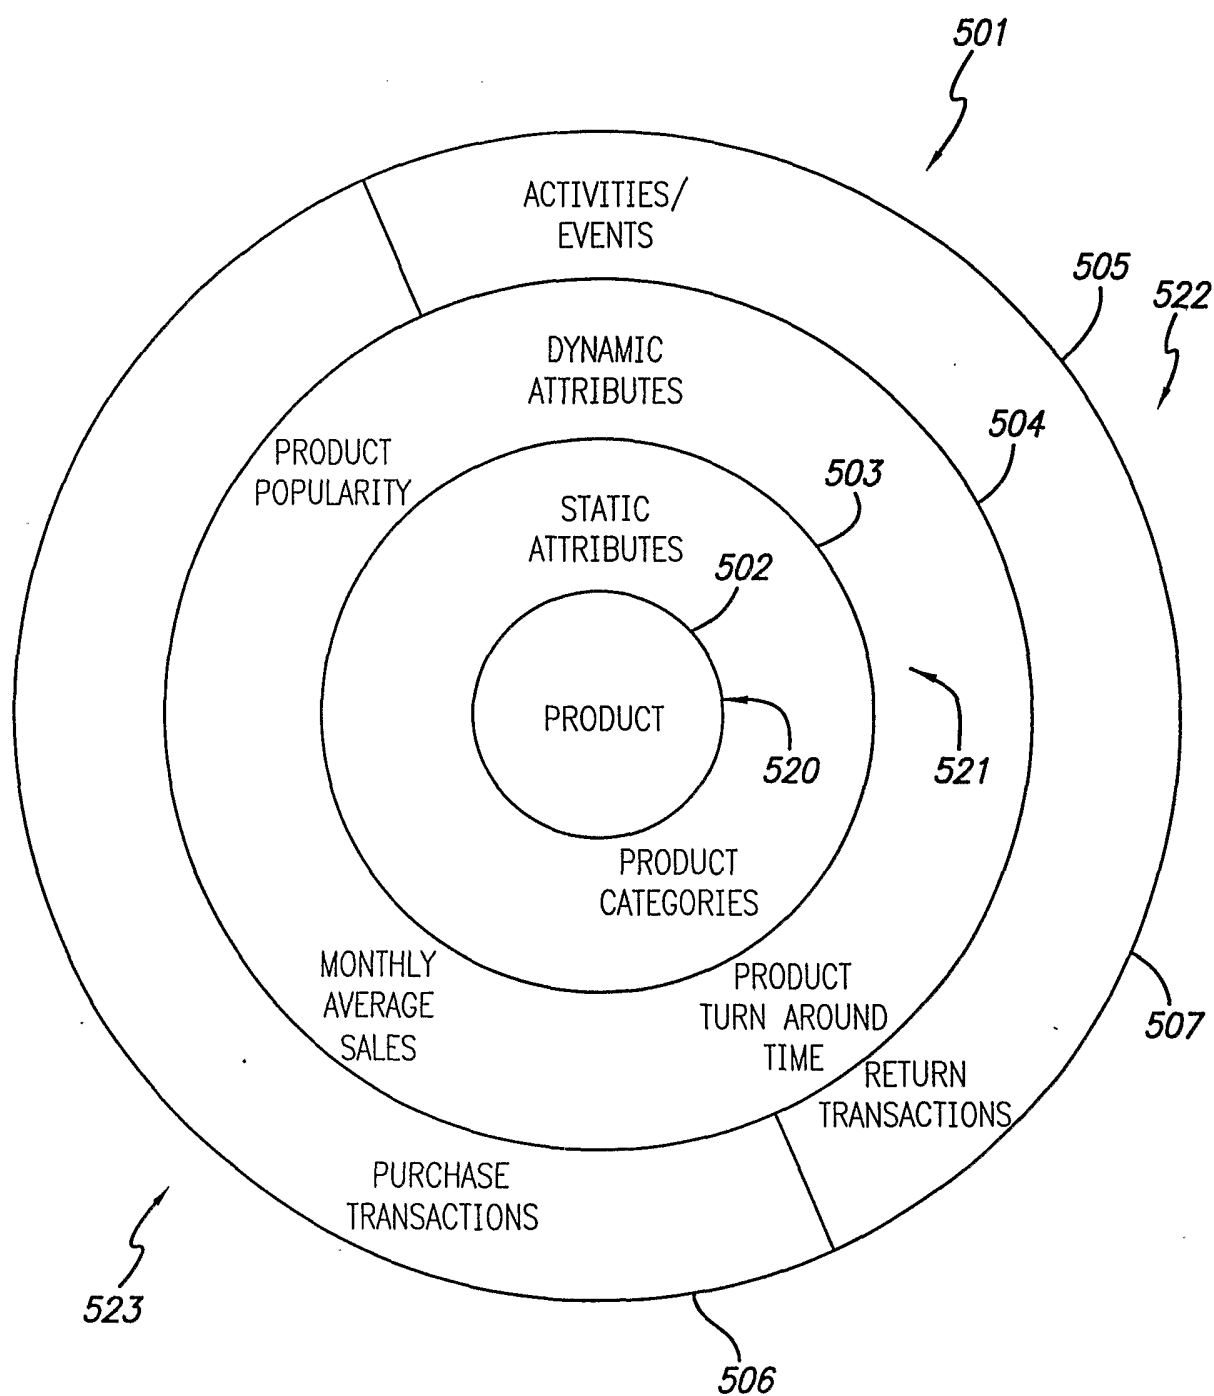 501
ACTIVITIES/
EVENTS
505
522
DYNAMIC
ATTRIBUTES
504
PRODUCT
POPULARITY
503
STATIC
ATTRIBUTES
502
PRODUCT
520
521
PRODUCT
CATEGORIES
MONTHLY
AVERAGE
SALES
PRODUCT
TURN AROUND
TIME
507
RETURN
TRANSACTIONS
PURCHASE
TRANSACTIONS
523
506